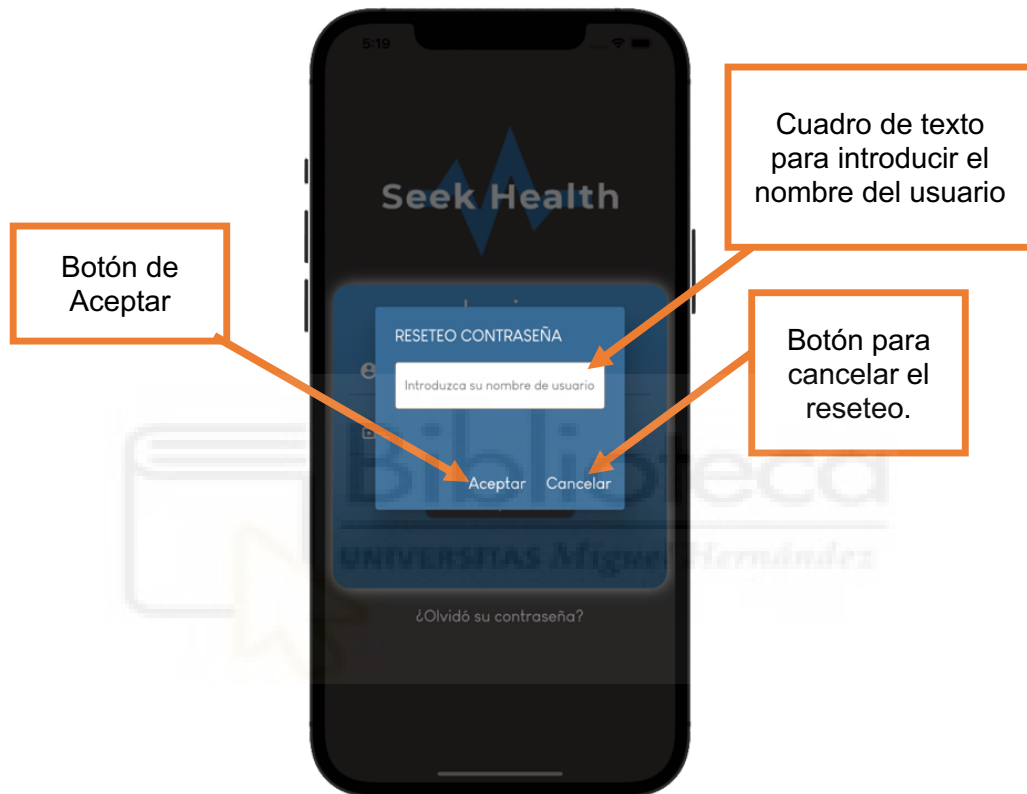 5:19
Cuadro de texto
para introducir el
nombre del usuario
Seek Health
Botón de
Aceptar
RESETEO CONTRASEÑA
Introduzca su nombre de usuario
Botón para
cancelar el
reseteo.
Aceptar Cancelar
Biblioteca
UNIVERSITAS Miguel Hernández
¿Olvidó su contraseña?